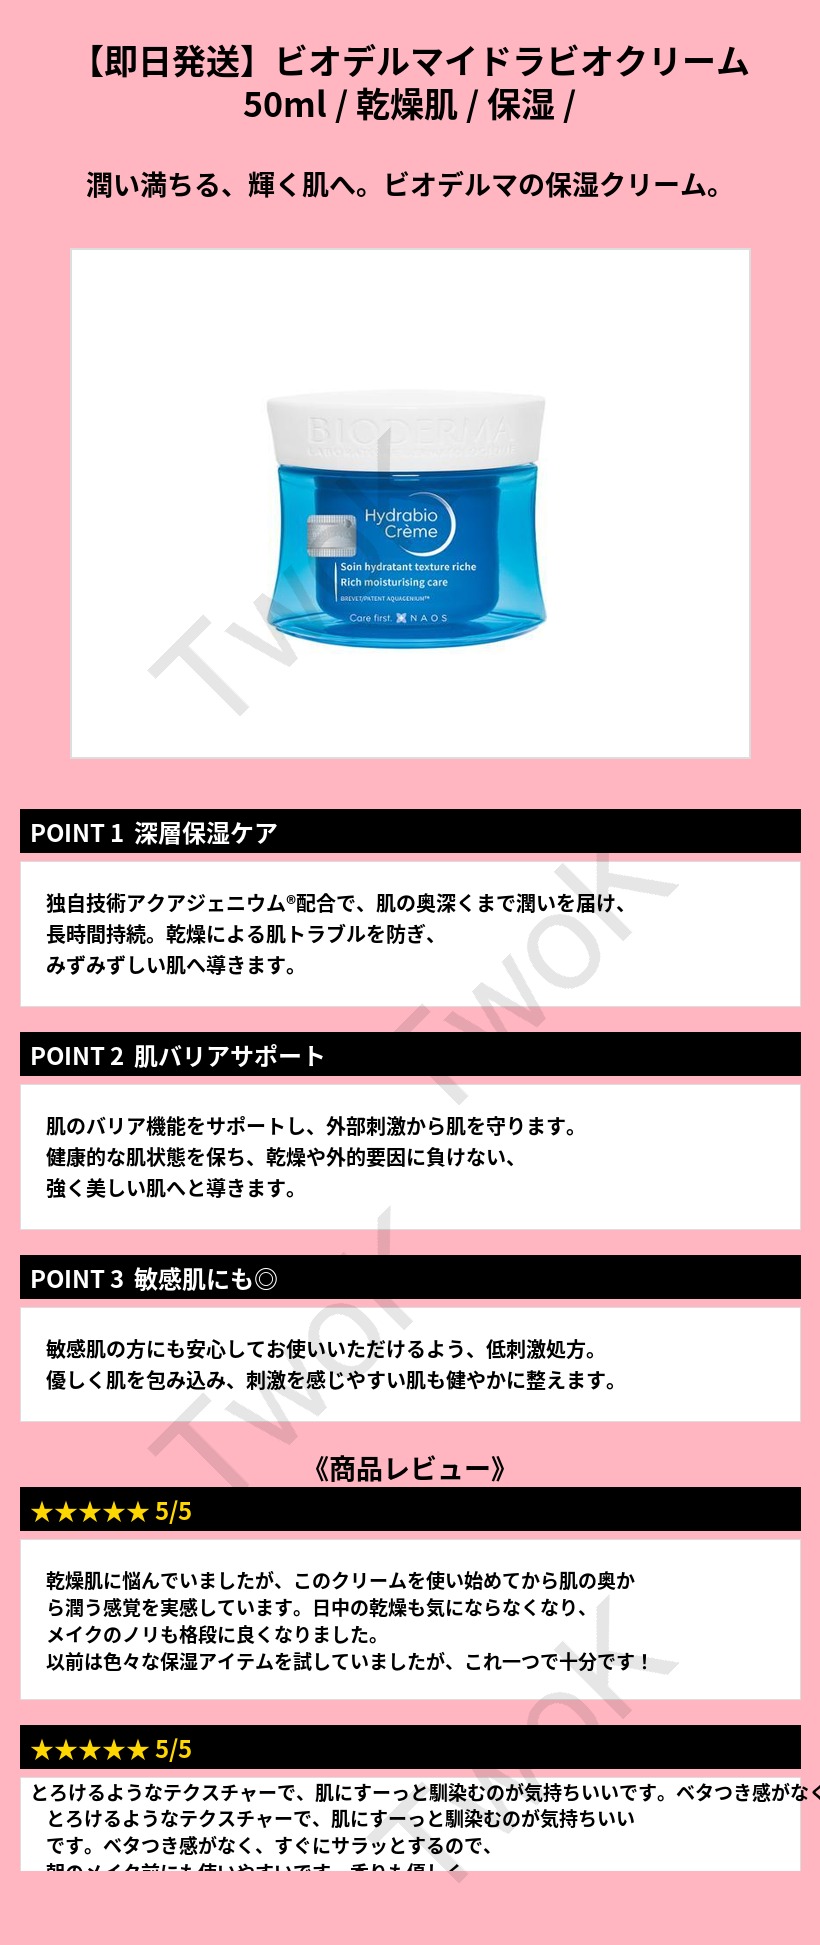 【即日発送】ビオデルマイドラビオクリーム
50ml / 乾燥肌 / 保湿 /
潤い満ちる、輝く肌へ。ビオデルマの保湿クリーム。
BIODERMA
LABORATOIRE DERMATOLOGIQUE
Hydrabio
Crème
Soin hydratant texture riche
Rich moisturising care
BREVET/PATENT AQUAGENIUM™
Care first. NAOS
TwoK
POINT 1 深層保湿ケア
独自技術アクアジェニウム®配合で、肌の奥深くまで潤いを届け、
長時間持続。乾燥による肌トラブルを防ぎ、
みずみずしい肌へ導きます。
TwoK
POINT 2 肌バリアサポート
肌のバリア機能をサポートし、外部刺激から肌を守ります。
健康的な肌状態を保ち、乾燥や外的要因に負けない、
強く美しい肌へと導きます。
POINT 3 敏感肌にも◎
敏感肌の方にも安心してお使いいただけるよう、低刺激処方。
優しく肌を包み込み、刺激を感じやすい肌も健やかに整えます。
TwoK
《商品レビュー》
★★★★★ 5/5
乾燥肌に悩んでいましたが、このクリームを使い始めてから肌の奥か
ら潤う感覚を実感しています。日中の乾燥も気にならなくなり、
メイクのノリも格段に良くなりました。
以前は色々な保湿アイテムを試していましたが、これ一つで十分です！
TwoK
★★★★★ 5/5
とろけるようなテクスチャーで、肌にすーっと馴染むのが気持ちいいです。ベタつき感がなく
とろけるようなテクスチャーで、肌にすーっと馴染むのが気持ちいい
です。ベタつき感がなく、すぐにサラッとするので、
朝のメイク前にも使いやすいです。香りも優しく